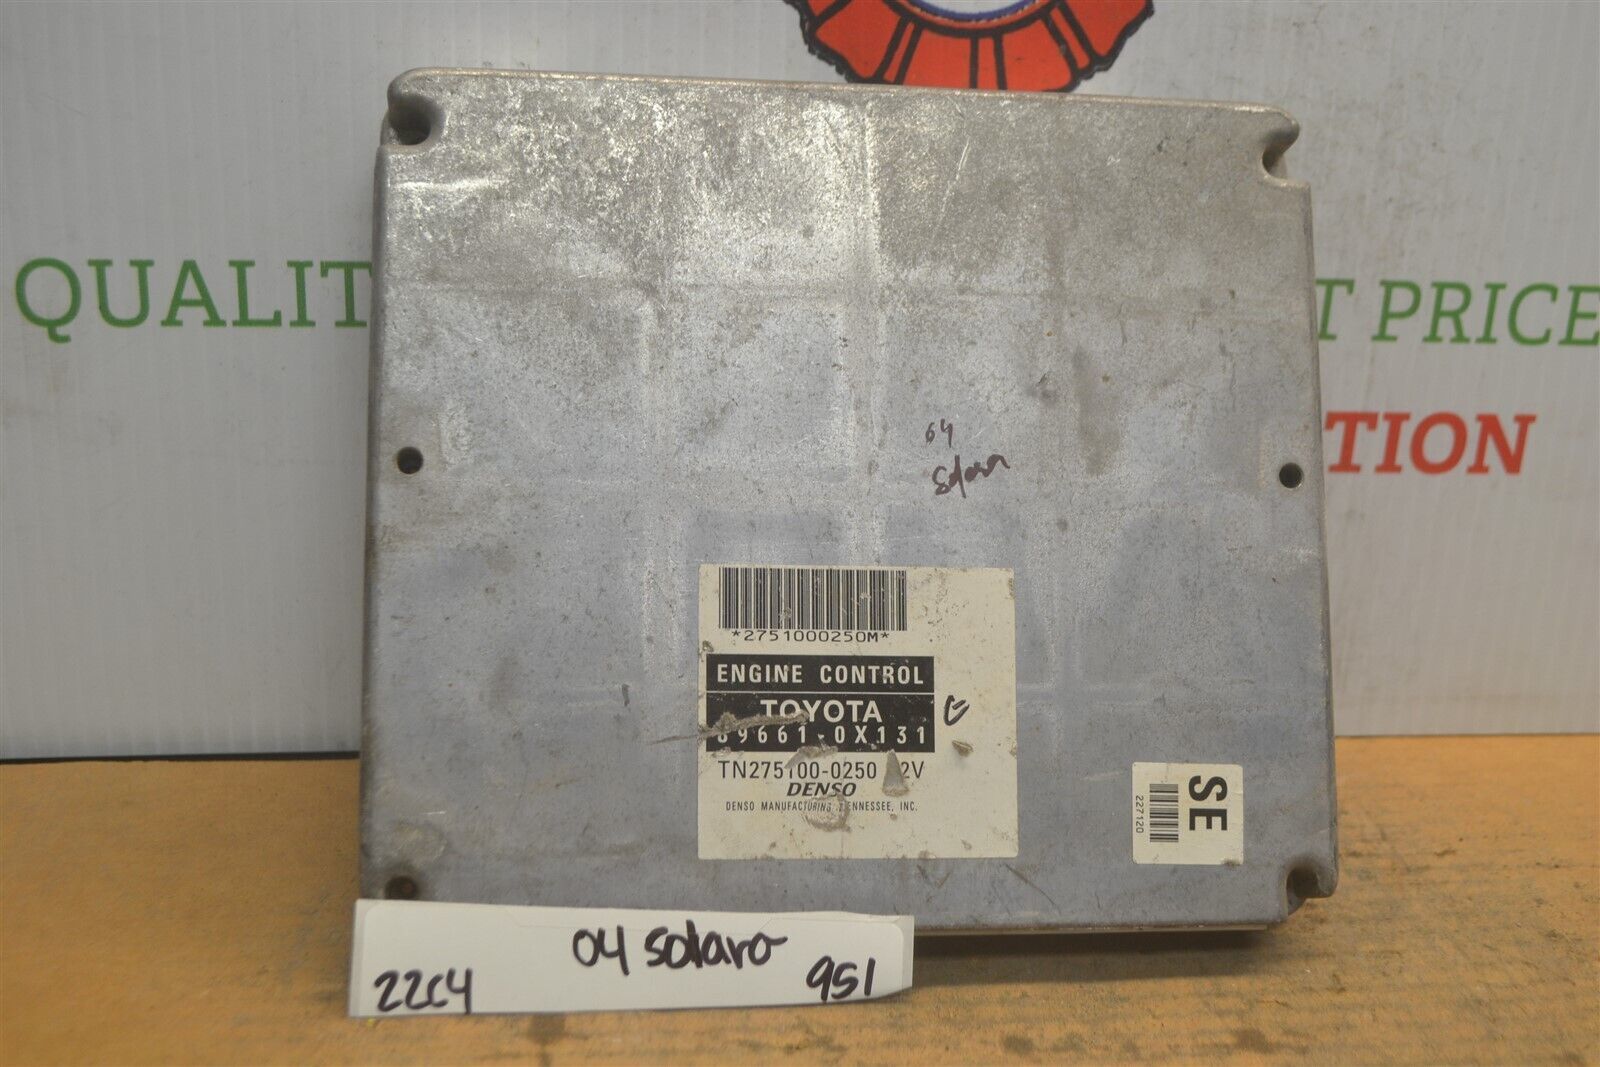 QUALIT
T PRICE
TION
04
Solara
*2751000250M*
ENGINE CONTROL
TOYOTA
89661-0X131
TN275100-0250 12V
DENSO
DENSO MANUFACTURING TENNESSEE, INC.
SE
227120
04 Solara
22C4
951